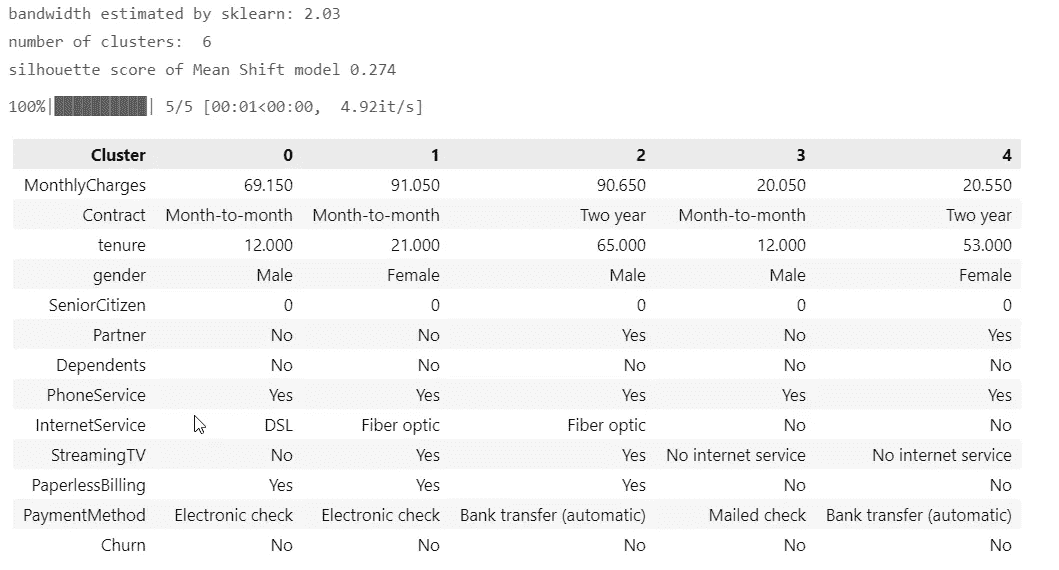 bandwidth estimated by sklearn: 2.03
number of clusters:  6
silhouette score of Mean Shift model 0.274
100%|██████████| 5/5 [00:01<00:00,  4.92it/s]
Cluster 0 1 2 3 4
MonthlyCharges 69.150 91.050 90.650 20.050 20.550
Contract Month-to-month Month-to-month Two year Month-to-month Two year
tenure 12.000 21.000 65.000 12.000 53.000
gender Male Female Male Male Female
SeniorCitizen 0 0 0 0 0
Partner No No Yes No Yes
Dependents No No No No No
PhoneService Yes Yes Yes Yes Yes
InternetService DSL Fiber optic Fiber optic No No
StreamingTV No Yes Yes No internet service No internet service
PaperlessBilling Yes Yes Yes No No
PaymentMethod Electronic check Electronic check Bank transfer (automatic) Mailed check Bank transfer (automatic)
Churn No No No No No